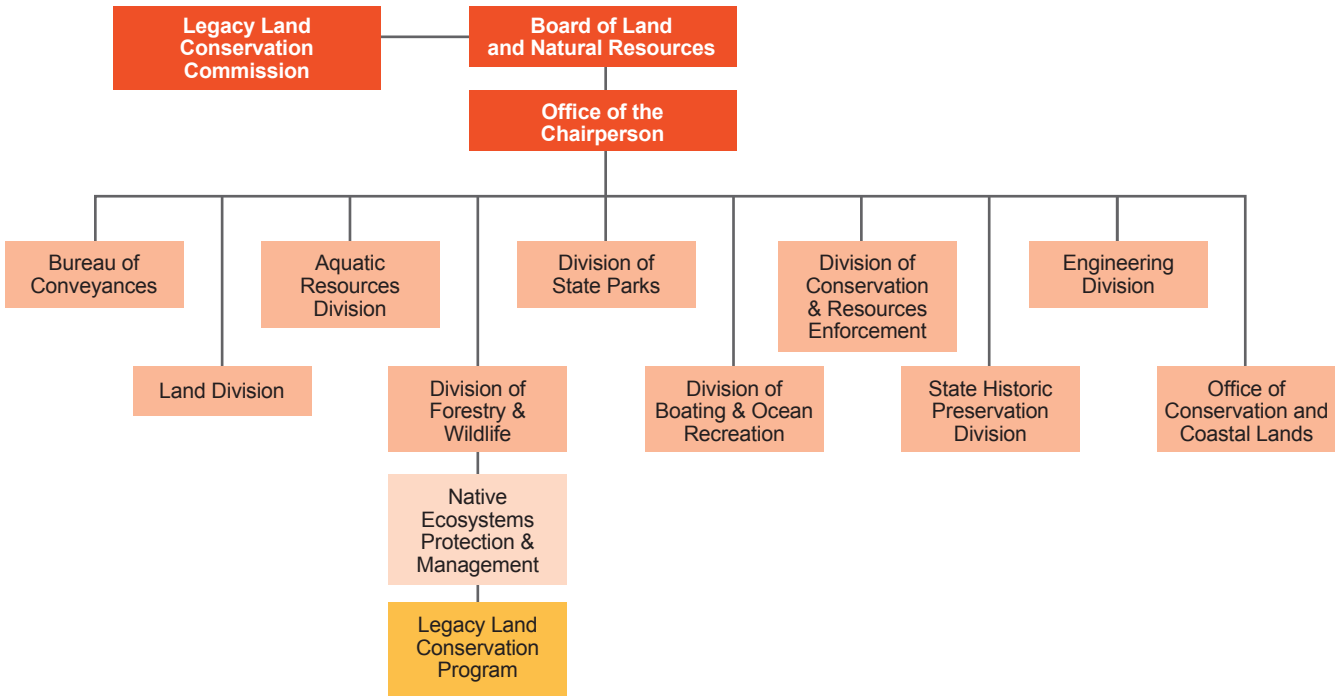 Legacy Land
Conservation
Commission
Board of Land
and Natural Resources
Office of the
Chairperson
Bureau of
Conveyances
Aquatic
Resources
Division
Division of
State Parks
Division of
Conservation
& Resources
Enforcement
Engineering
Division
Land Division
Division of
Forestry &
Wildlife
Division of
Boating & Ocean
Recreation
State Historic
Preservation
Division
Office of
Conservation and
Coastal Lands
Native
Ecosystems
Protection &
Management
Legacy Land
Conservation
Program